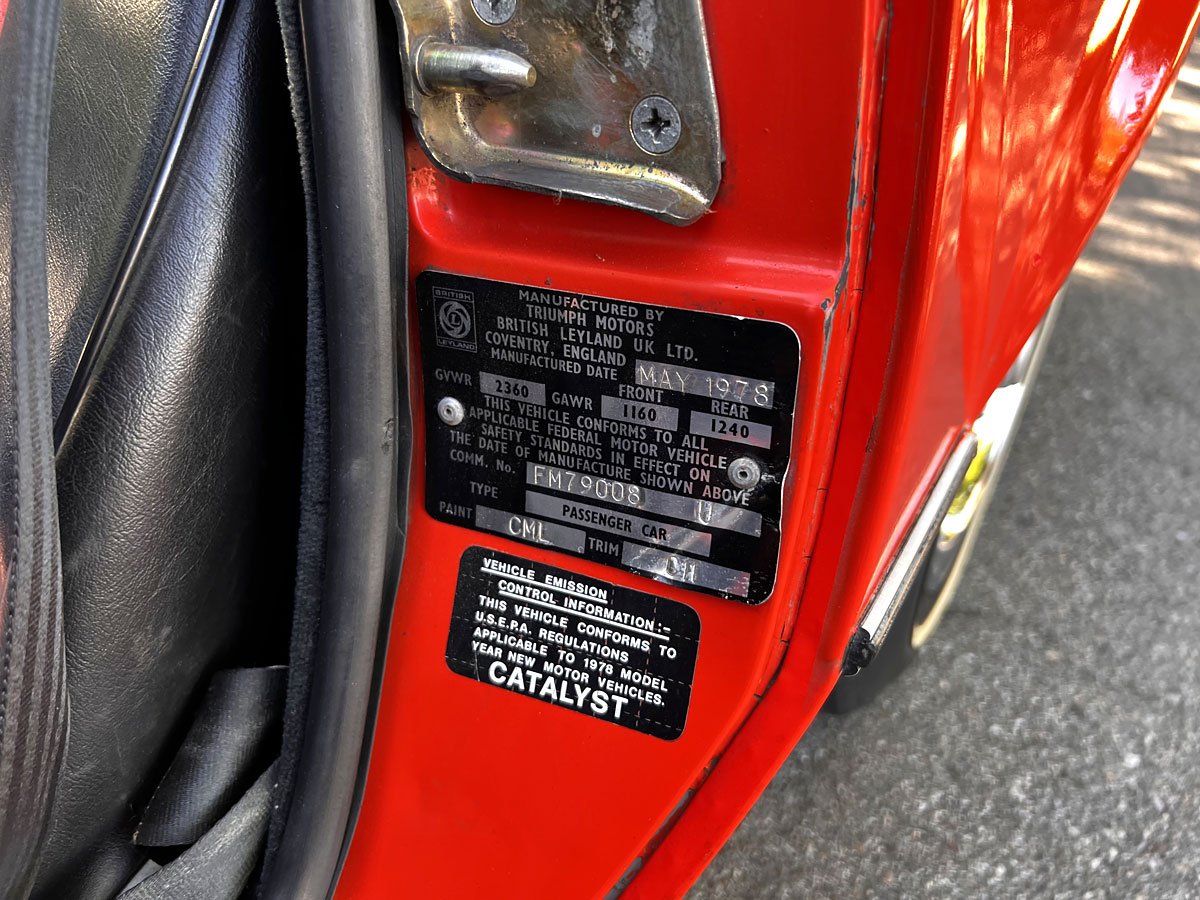 BRITISH
L
LEYLAND
MANUFACTURED BY
TRIUMPH MOTORS
BRITISH LEYLAND UK LTD.
COVENTRY, ENGLAND
MANUFACTURED DATE MAY 1978
GVWR 2360 GAWR FRONT 1160 REAR 1240
THIS VEHICLE CONFORMS TO ALL
APPLICABLE FEDERAL MOTOR VEHICLE
SAFETY STANDARDS IN EFFECT ON
THE DATE OF MANUFACTURE SHOWN ABOVE
COMM. No. FM79008 U
TYPE PASSENGER CAR
PAINT CML TRIM
VEHICLE EMISSION
CONTROL INFORMATION:-
THIS VEHICLE CONFORMS TO
U.S.E.P.A. REGULATIONS
APPLICABLE TO 1978 MODEL
YEAR NEW MOTOR VEHICLES.
CATALYST